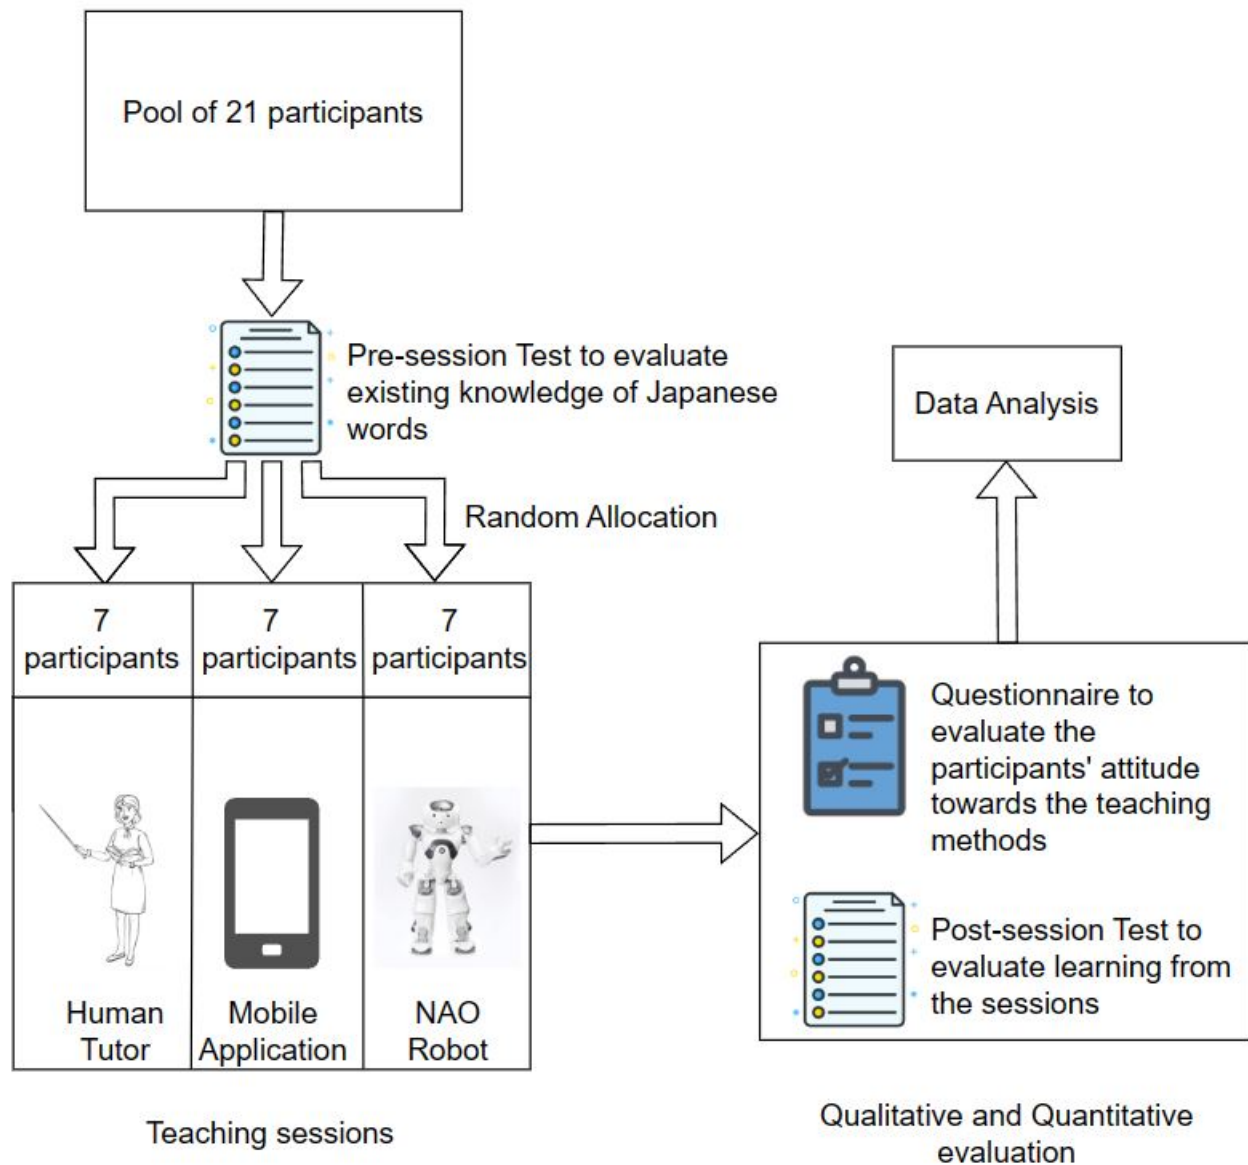 Pool of 21 participants
Pre-session Test to evaluate
existing knowledge of Japanese
words
Random Allocation
7
participants
7
participants
7
participants
Human
Tutor
Mobile
Application
NAO
Robot
Teaching sessions
Data Analysis
Questionnaire to
evaluate the
participants' attitude
towards the teaching
methods
Post-session Test to
evaluate learning from
the sessions
Qualitative and Quantitative
evaluation